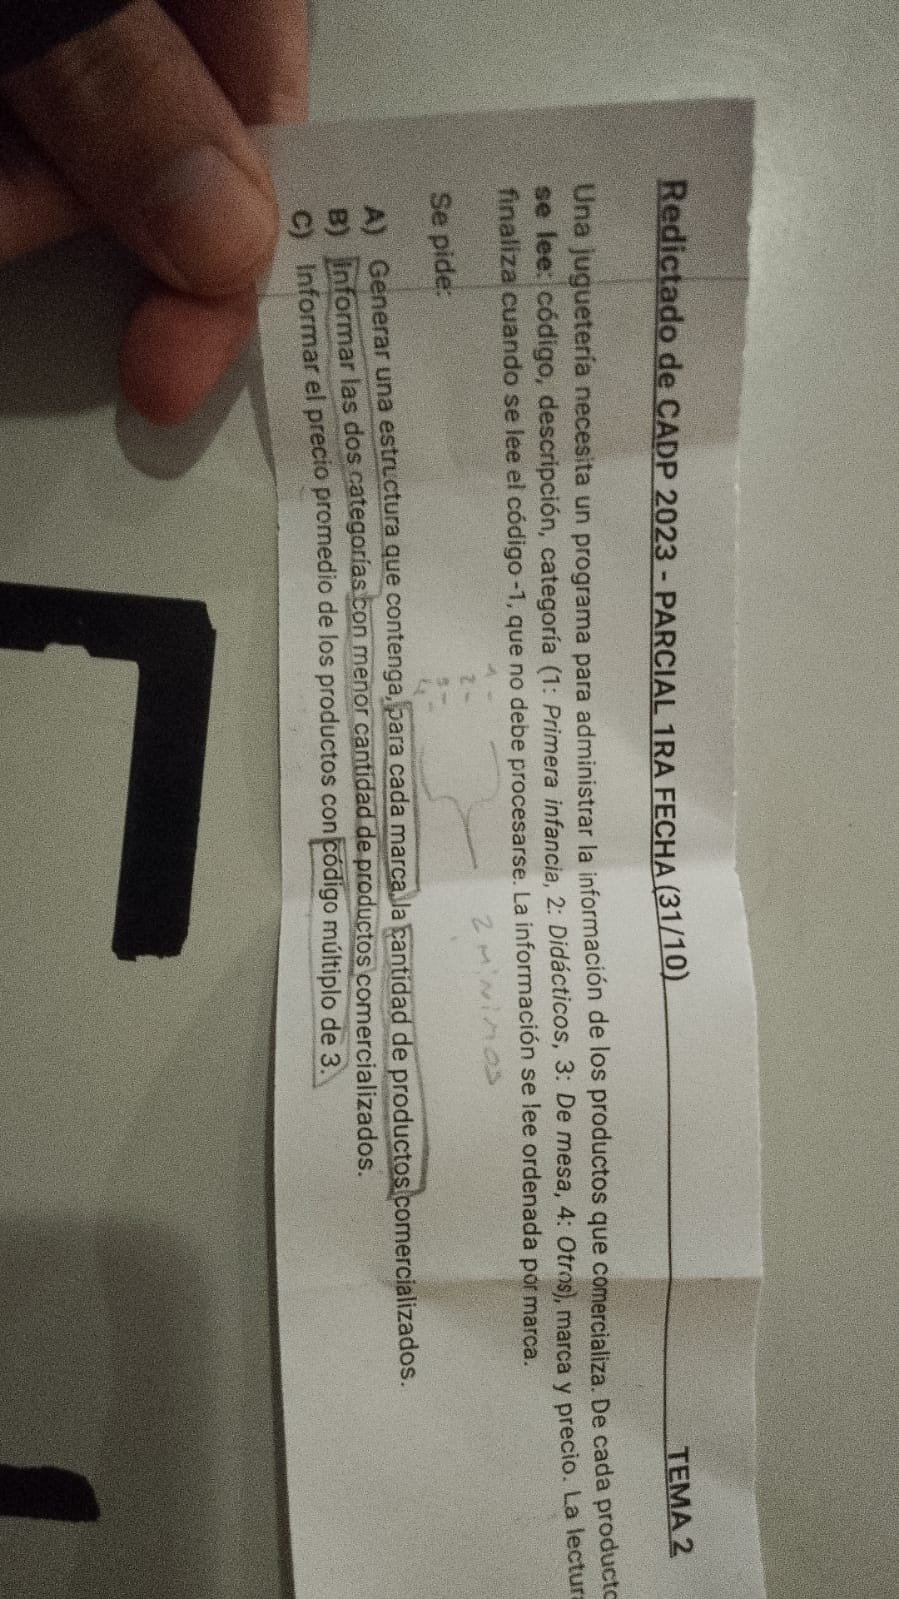 Redictado de CADP 2023 - PARCIAL 1RA FECHA (31/10) TEMA 2
Una juguetería necesita un programa para administrar la información de los productos que comercializa. De cada producto
se lee: código, descripción, categoría (1: Primera infancia, 2: Didácticos, 3: De mesa, 4: Otros), marca y precio. La lectura
finaliza cuando se lee el código -1, que no debe procesarse. La información se lee ordenada por marca.
1 -
2 -
3 -
4 -
2 MINIMOS
Se pide:
A) Generar una estructura que contenga, para cada marca, la cantidad de productos comercializados.
B) Informar las dos categorías con menor cantidad de productos comercializados.
C) Informar el precio promedio de los productos con código múltiplo de 3.